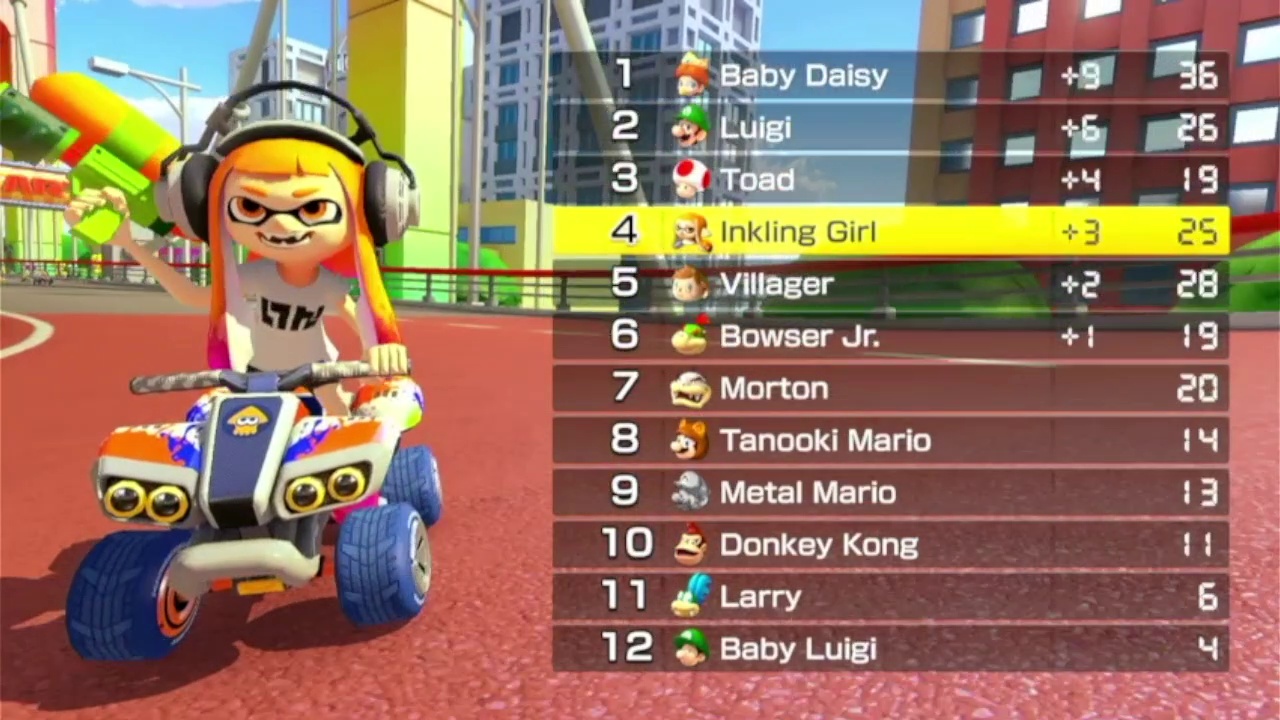 1 Baby Daisy +9 36
2 Luigi +6 26
3 Toad +4 19
4 Inkling Girl +3 25
5 Villager +2 28
6 Bowser Jr. +1 19
7 Morton 20
8 Tanooki Mario 14
9 Metal Mario 13
10 Donkey Kong 11
11 Larry 6
12 Baby Luigi 4